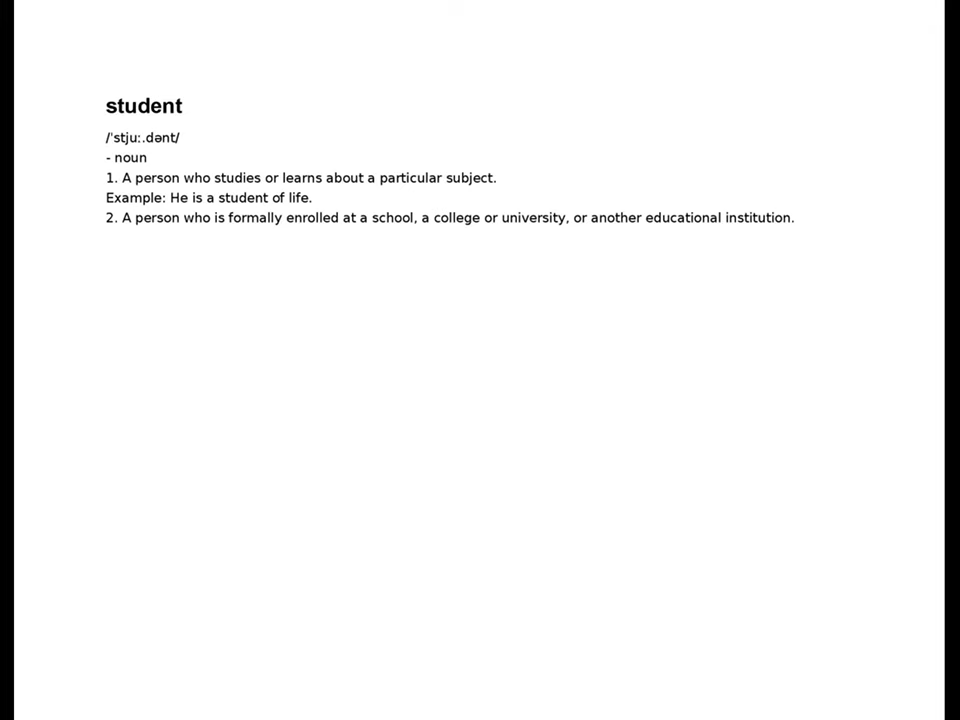 student
/ˈstjuː.dənt/
- noun
1. A person who studies or learns about a particular subject.
Example: He is a student of life.
2. A person who is formally enrolled at a school, a college or university, or another educational institution.